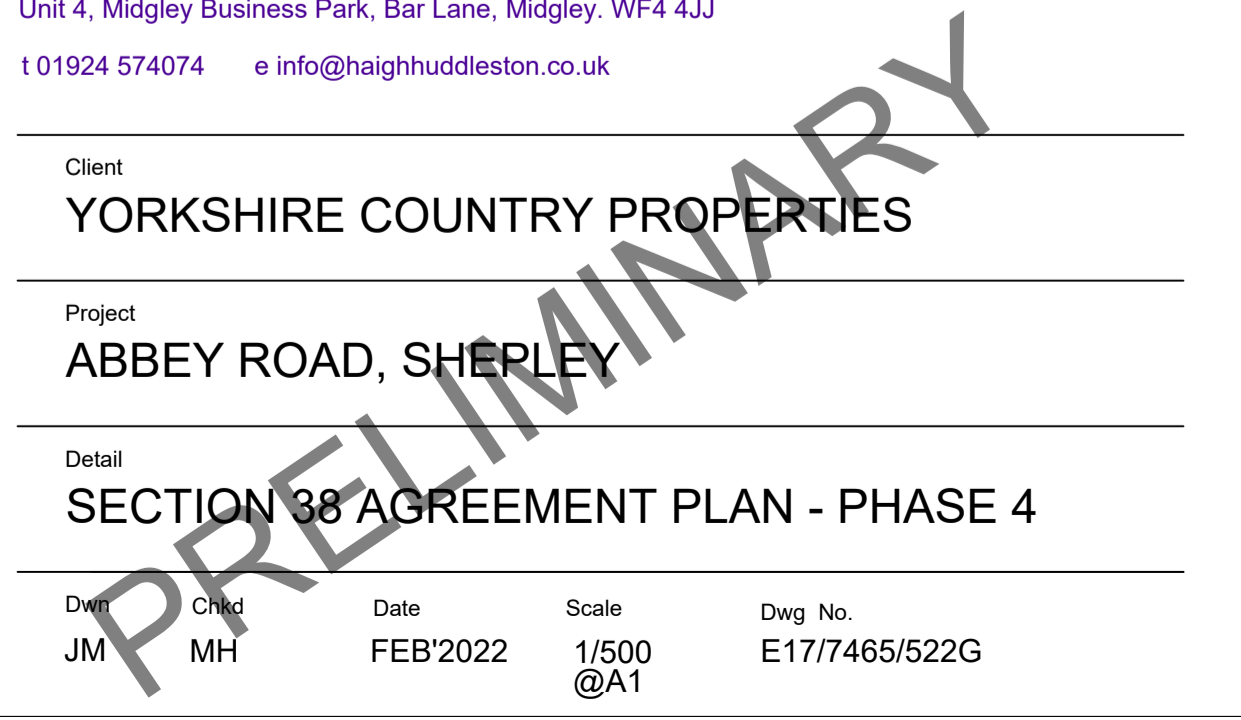 Unit 4, Midgley Business Park, Bar Lane, Midgley. WF4 4JJ
t 01924 574074 e info@haighhuddleston.co.uk
Client
YORKSHIRE COUNTRY PROPERTIES
Project
ABBEY ROAD, SHEPLEY
Detail
SECTION 38 AGREEMENT PLAN - PHASE 4
Dwn Chkd Date Scale Dwg No.
JM MH FEB'2022 1/500 E17/7465/522G
@A1
PRELIMINARY